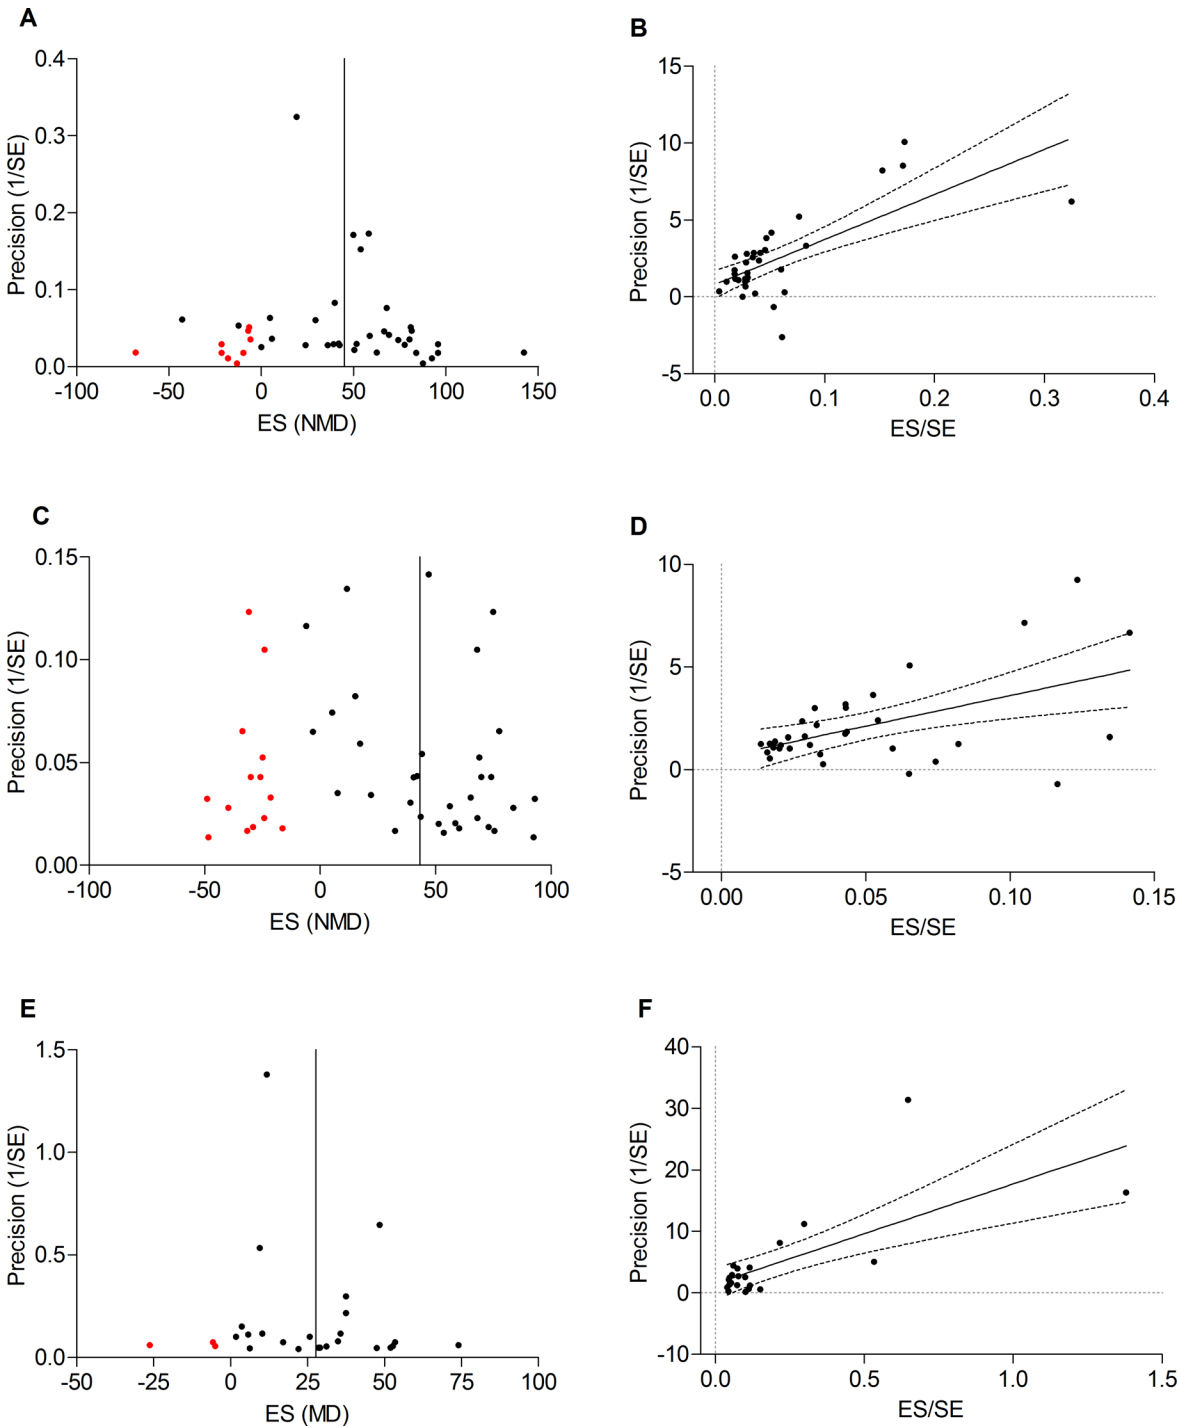 A
0.4
0.3
0.2
0.1
0.0
Precision (1/SE)
-100 -50 0 50 100 150
ES (NMD)
B
15
10
5
0
-5
Precision (1/SE)
0.0 0.1 0.2 0.3 0.4
ES/SE
C
0.15
0.10
0.05
0.00
Precision (1/SE)
-100 -50 0 50 100
ES (NMD)
D
10
5
0
-5
Precision (1/SE)
0.00 0.05 0.10 0.15
ES/SE
E
1.5
1.0
0.5
0.0
Precision (1/SE)
-50 -25 0 25 50 75 100
ES (MD)
F
40
30
20
10
0
-10
Precision (1/SE)
0.0 0.5 1.0 1.5
ES/SE